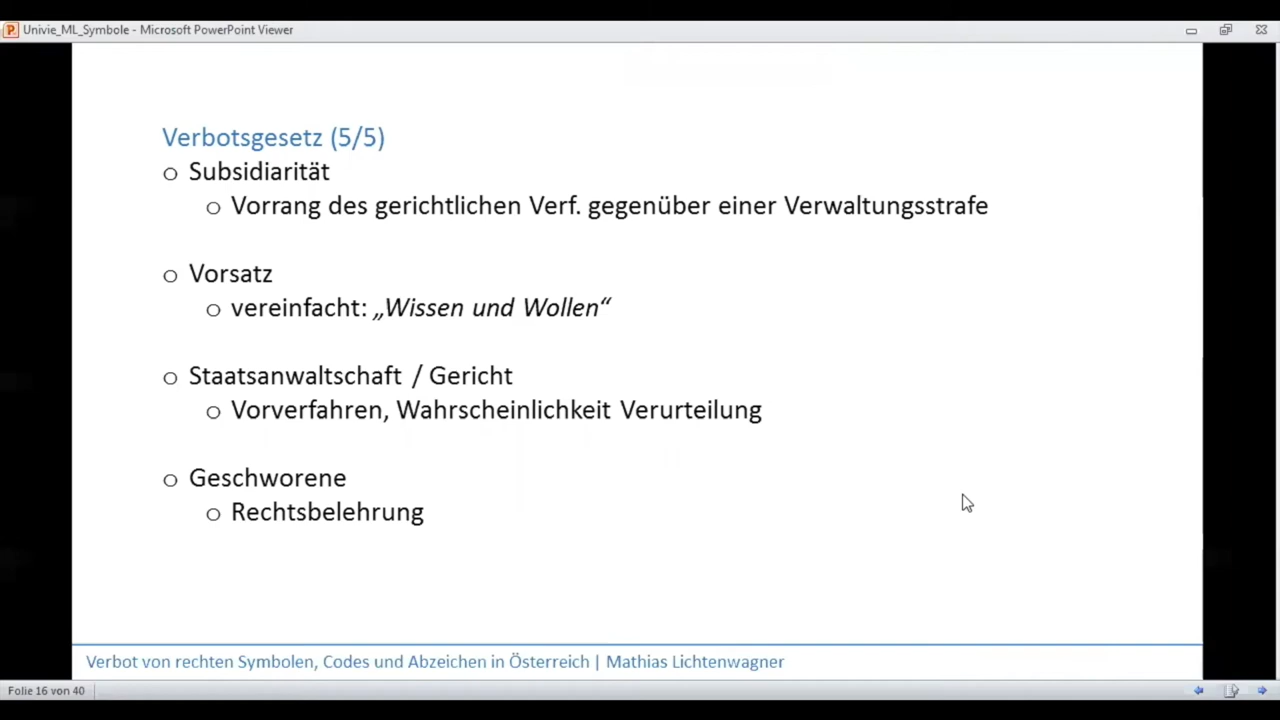 Univie_ML_Symbole - Microsoft PowerPoint Viewer
Verbotsgesetz (5/5)
o Subsidiarität
o Vorrang des gerichtlichen Verf. gegenüber einer Verwaltungsstrafe
o Vorsatz
o vereinfacht: „Wissen und Wollen“
o Staatsanwaltschaft / Gericht
o Vorverfahren, Wahrscheinlichkeit Verurteilung
o Geschworene
o Rechtsbelehrung
Verbot von rechten Symbolen, Codes und Abzeichen in Österreich | Mathias Lichtenwagner
Folie 16 von 40